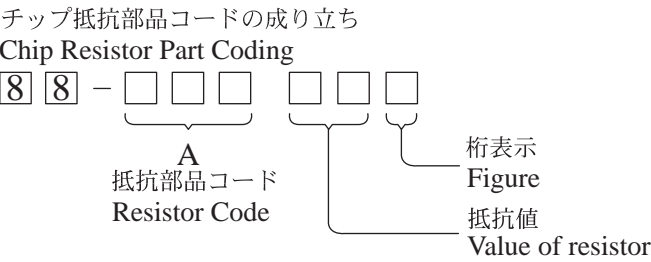 チップ抵抗部品コードの成り立ち
Chip Resistor Part Coding
8 8 - □ □ □ □ □ □
A
抵抗部品コード
Resistor Code
桁表示
Figure
抵抗値
Value of resistor